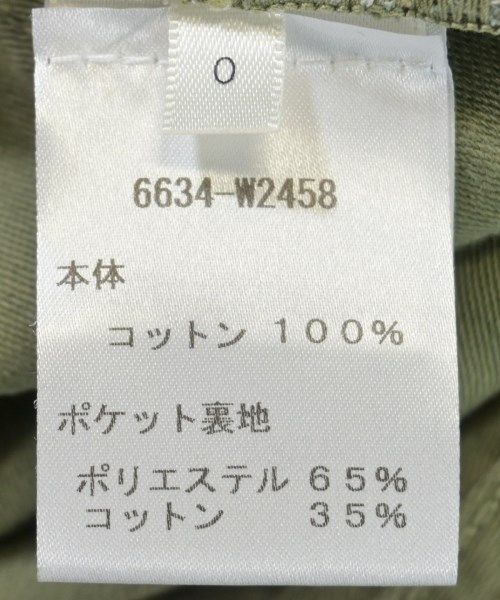 0
6634-W2458
本体
コットン 100%
ポケット裏地
ポリエステル 65%
コットン 35%